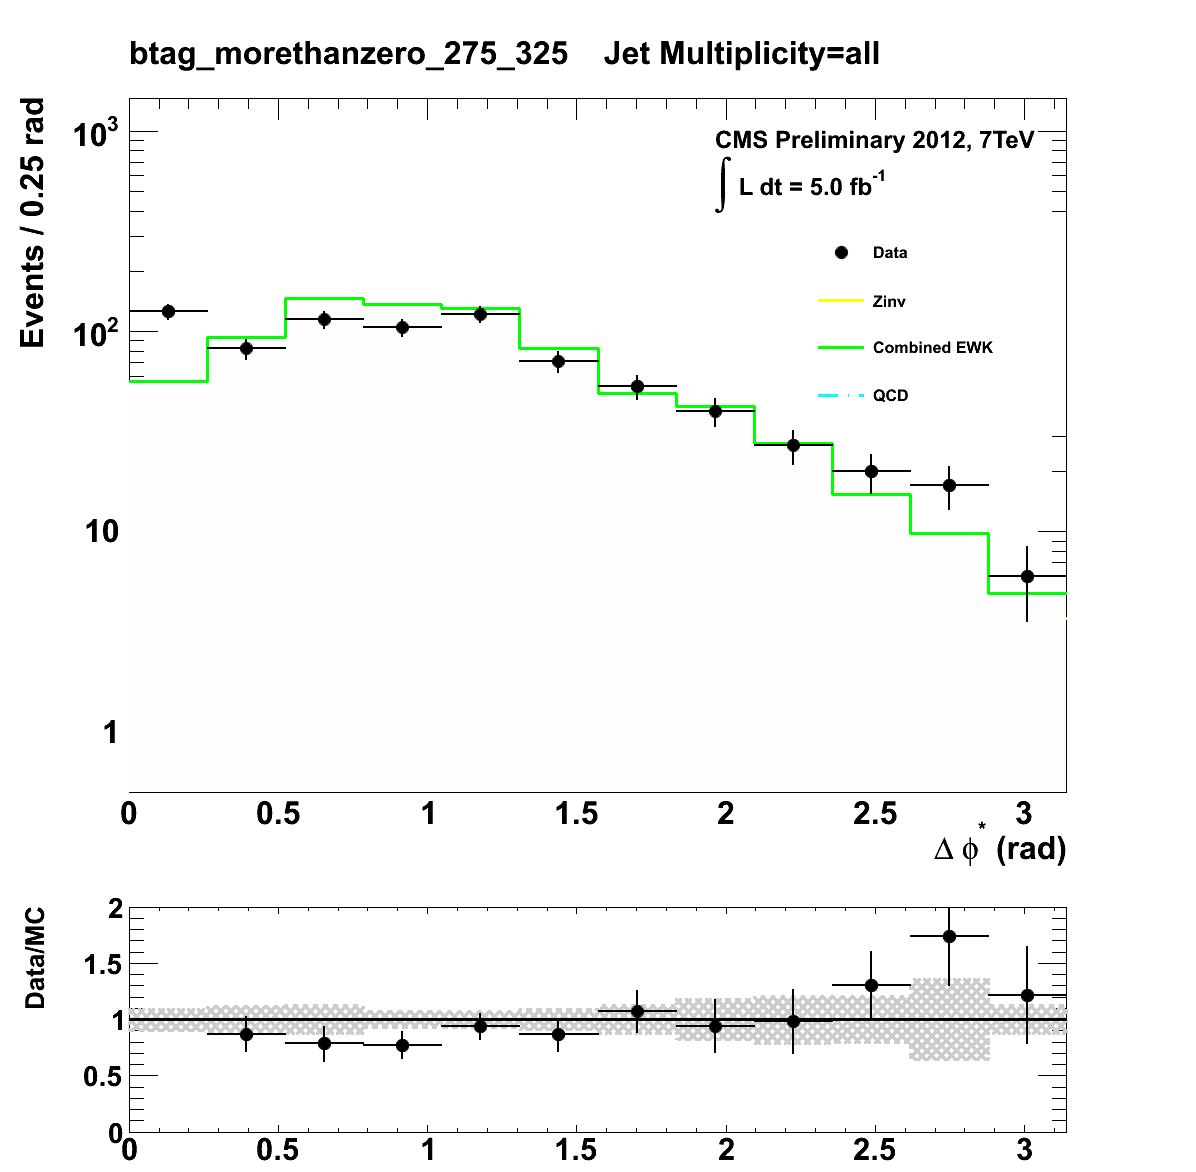 btag_morethanzero_275_325 Jet Multiplicity=all
Events / 0.25 rad
10³
10²
10
1
CMS Preliminary 2012, 7TeV
∫ L dt = 5.0 fb⁻¹
Data
Zinv
Combined EWK
QCD
0 0.5 1 1.5 2 2.5 3
Δ ϕ* (rad)
Data/MC
2
1.5
1
0.5
0
0 0.5 1 1.5 2 2.5 3